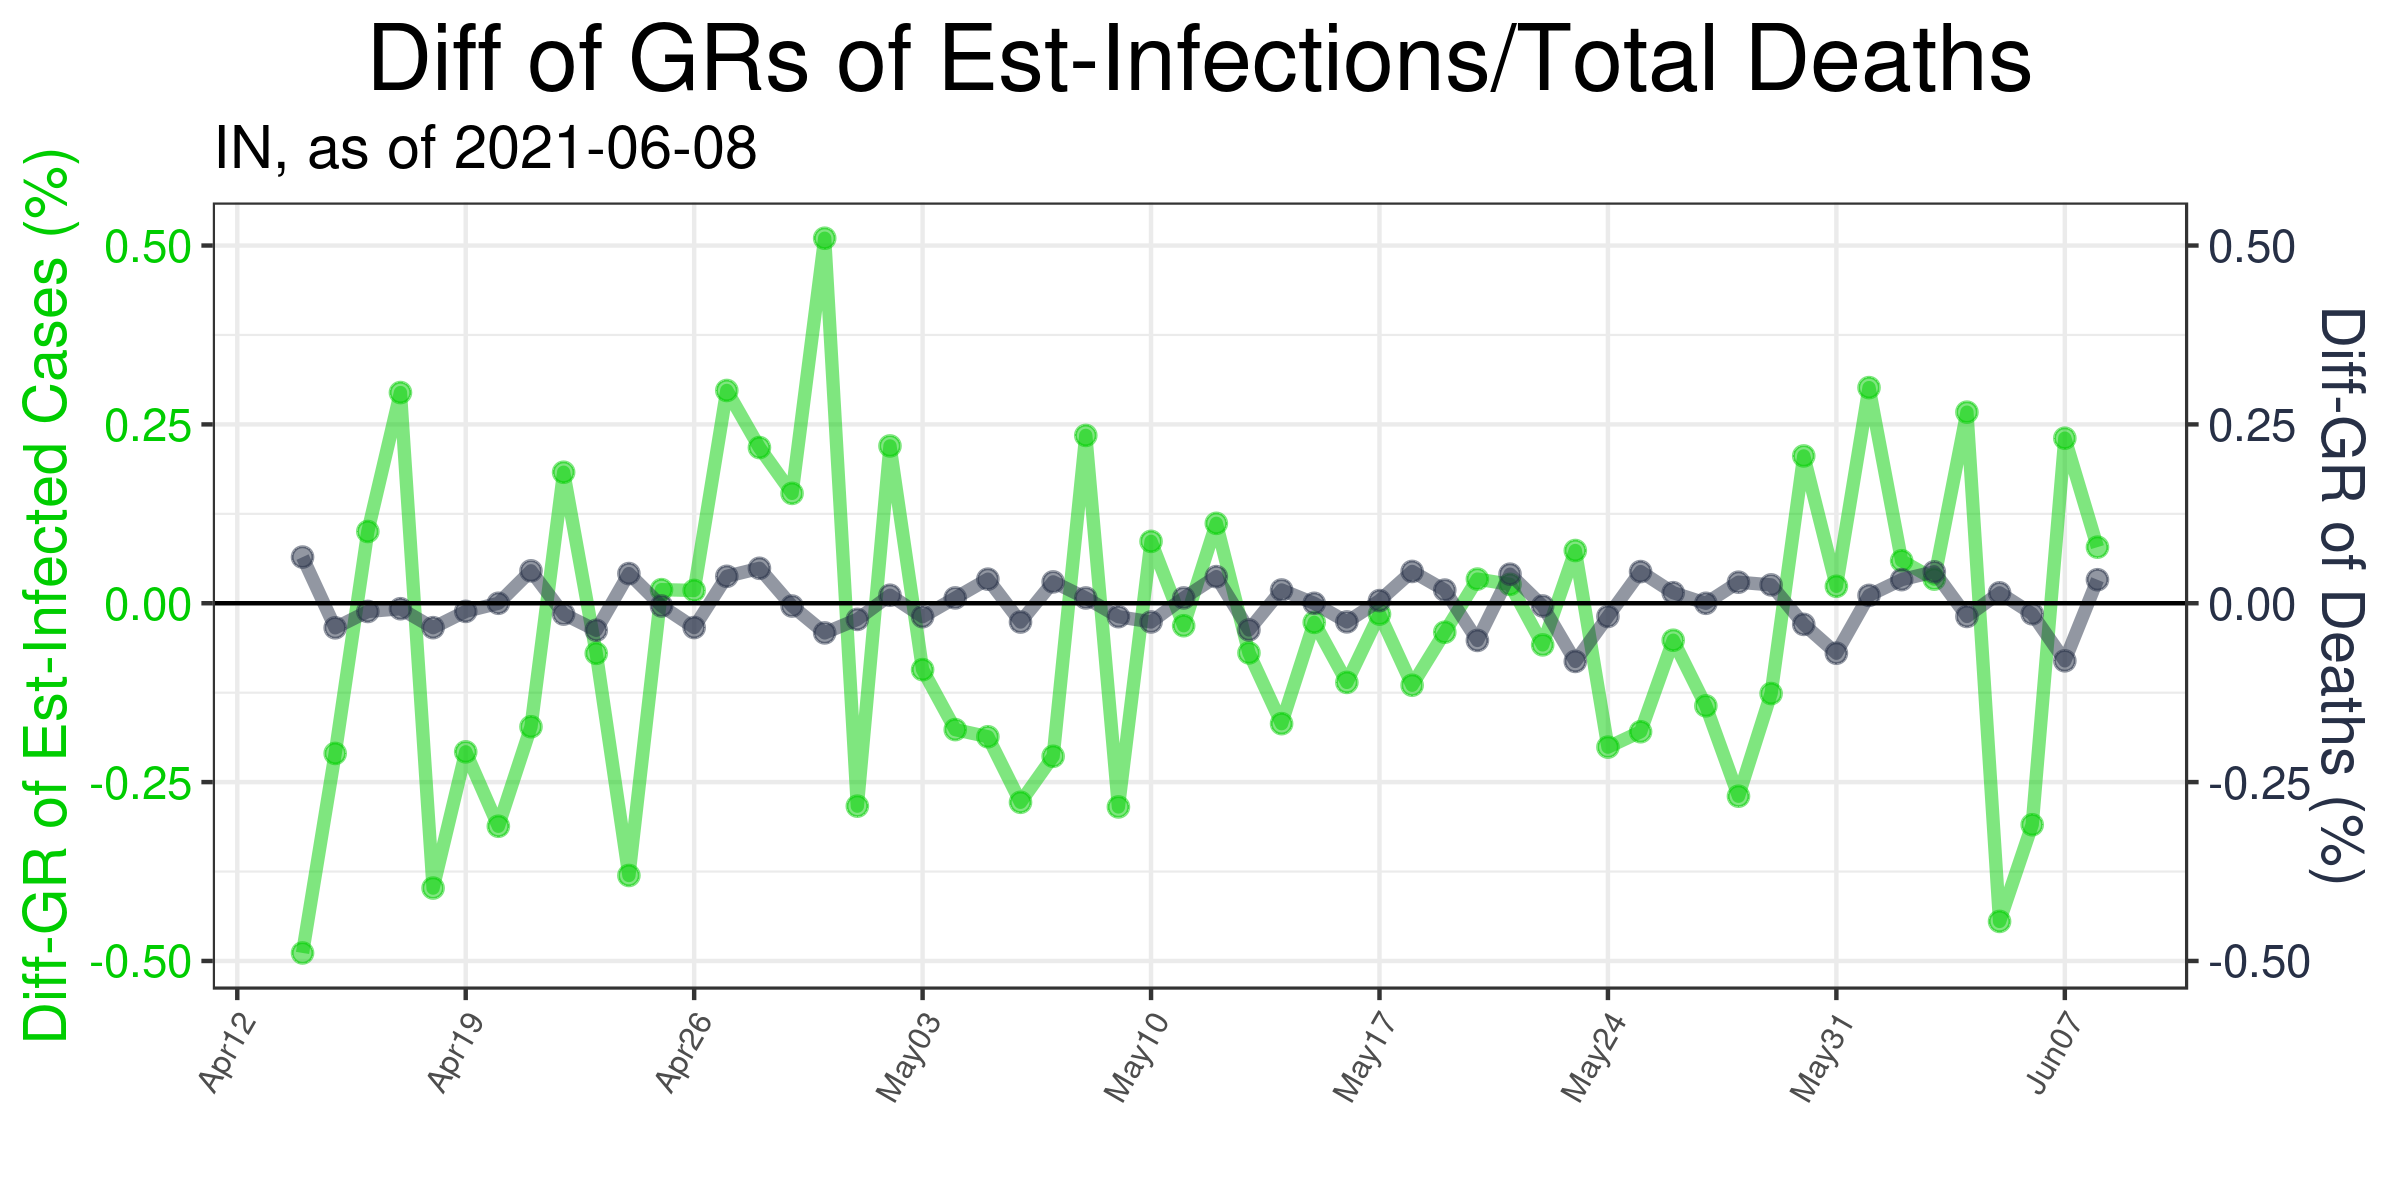 Diff of GRs of Est-Infections/Total Deaths
IN, as of 2021-06-08
Diff-GR of Est-Infected Cases (%)
0.50
0.25
0.00
-0.25
-0.50
0.50
0.25
0.00
-0.25
-0.50
Diff-GR of Deaths (%)
Apr12
Apr19
Apr26
May03
May10
May17
May24
May31
Jun07